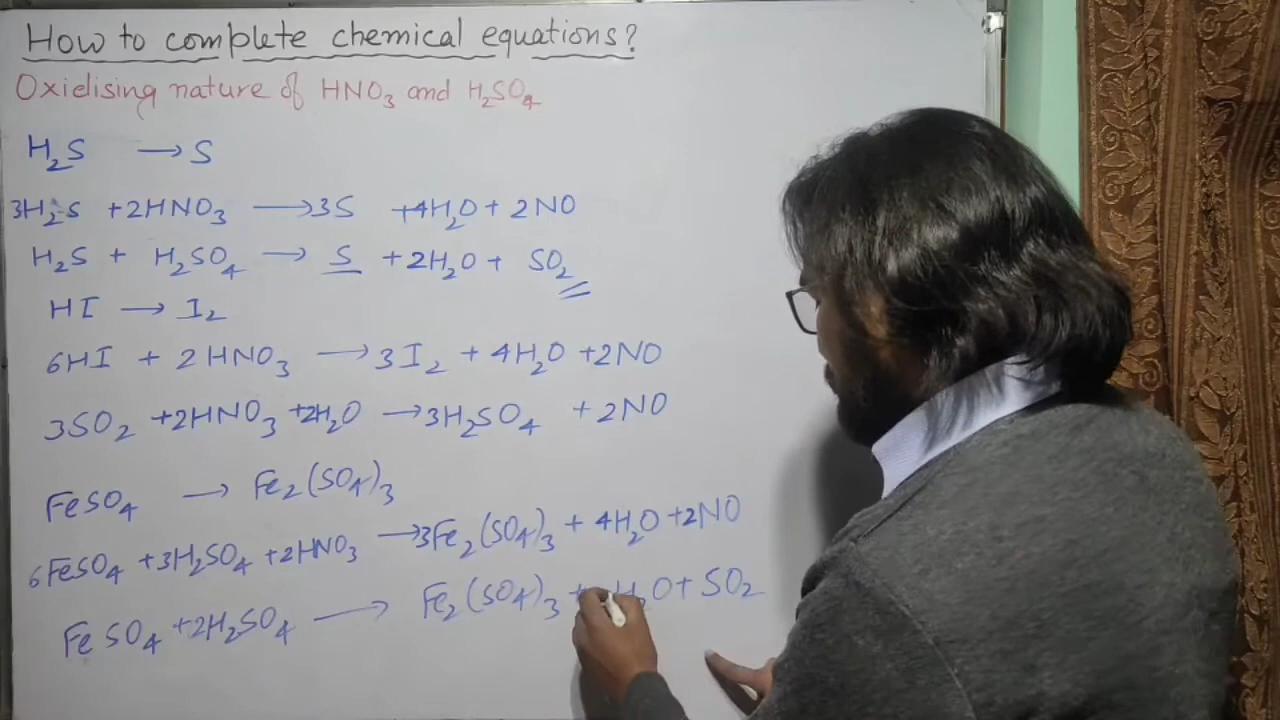 How to complete chemical equations?
Oxidising nature of HNO₃ and H₂SO₄
H₂S → S
3H₂S + 2HNO₃ → 3S + 4H₂O + 2NO
H₂S + H₂SO₄ → S + 2H₂O + SO₂
HI → I₂
6HI + 2HNO₃ → 3I₂ + 4H₂O + 2NO
3SO₂ + 2HNO₃ + 2H₂O → 3H₂SO₄ + 2NO
FeSO₄ → Fe₂(SO₄)₃
6FeSO₄ + 3H₂SO₄ + 2HNO₃ → 3Fe₂(SO₄)₃ + 4H₂O + 2NO
FeSO₄ + 2H₂SO₄ → Fe₂(SO₄)₃ + H₂O + SO₂